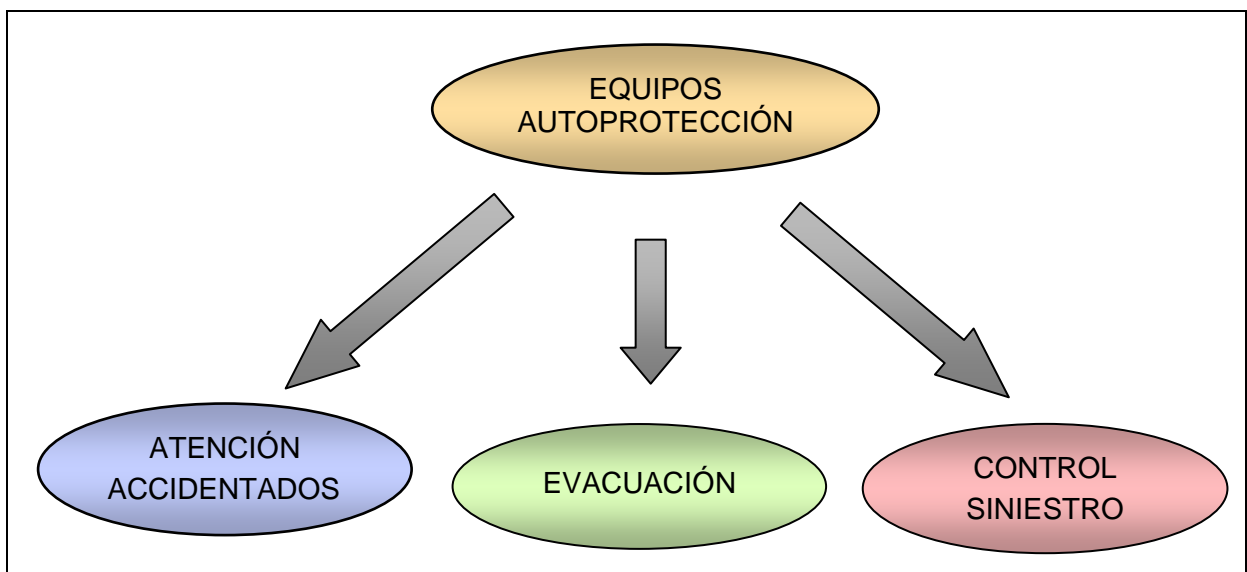 EQUIPOS
AUTOPROTECCIÓN
ATENCIÓN
ACCIDENTADOS
EVACUACIÓN
CONTROL
SINIESTRO